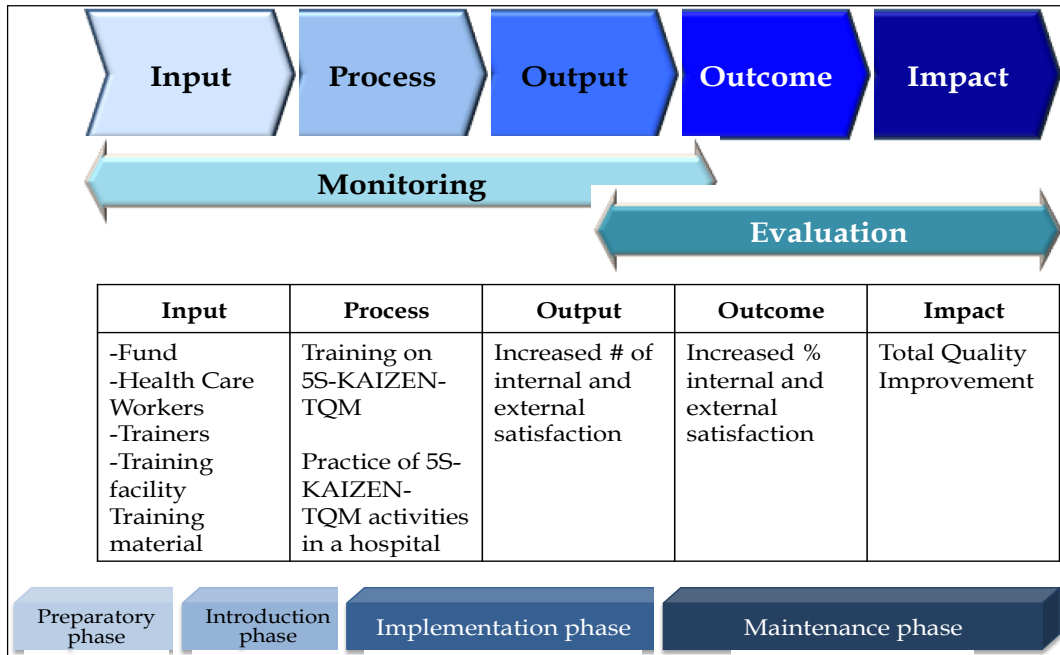 Input
Process
Output
Outcome
Impact
Monitoring
Evaluation
Input
Process
Output
Outcome
Impact
-Fund
-Health Care
Workers
-Trainers
-Training
facility
Training
material
Training on
5S-KAIZEN-
TQM
Practice of 5S-
KAIZEN-
TQM activities
in a hospital
Increased # of
internal and
external
satisfaction
Increased %
internal and
external
satisfaction
Total Quality
Improvement
Preparatory
phase
Introduction
phase
Implementation phase
Maintenance phase